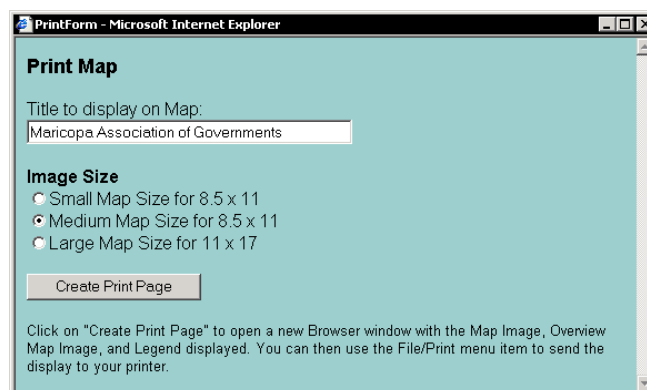 PrintForm - Microsoft Internet Explorer
Print Map
Title to display on Map:
Maricopa Association of Governments
Image Size
Small Map Size for 8.5 x 11
Medium Map Size for 8.5 x 11
Large Map Size for 11 x 17
Create Print Page
Click on "Create Print Page" to open a new Browser window with the Map Image, Overview
Map Image, and Legend displayed. You can then use the File/Print menu item to send the
display to your printer.